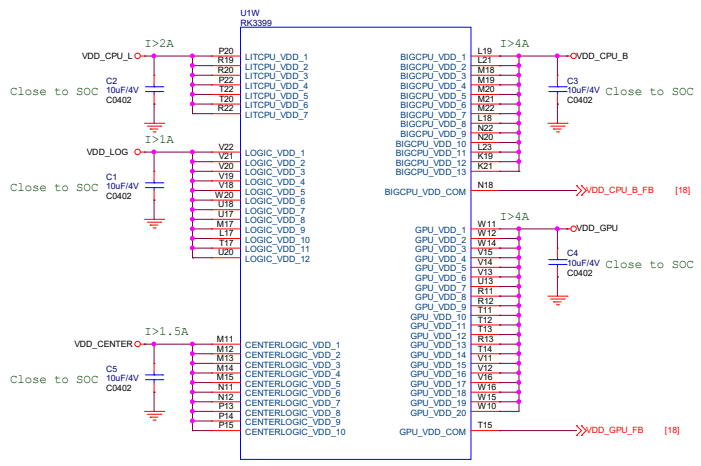 U1W
RK3399
I>2A
VDD_CPU_L
P20 LITCPU_VDD_1
R19 LITCPU_VDD_2
R20 LITCPU_VDD_3
P22 LITCPU_VDD_4
T22 LITCPU_VDD_5
T20 LITCPU_VDD_6
R22 LITCPU_VDD_7
C2
10uF/4V
C0402
Close to SOC
I>1A
VDD_LOG
V22 LOGIC_VDD_1
V21 LOGIC_VDD_2
V20 LOGIC_VDD_3
V19 LOGIC_VDD_4
V18 LOGIC_VDD_5
W20 LOGIC_VDD_6
U18 LOGIC_VDD_7
U17 LOGIC_VDD_8
M17 LOGIC_VDD_9
L17 LOGIC_VDD_10
T17 LOGIC_VDD_11
U20 LOGIC_VDD_12
C1
10uF/4V
C0402
Close to SOC
I>1.5A
VDD_CENTER
M11 CENTERLOGIC_VDD_1
M12 CENTERLOGIC_VDD_2
M13 CENTERLOGIC_VDD_3
M14 CENTERLOGIC_VDD_4
M15 CENTERLOGIC_VDD_5
N11 CENTERLOGIC_VDD_6
N12 CENTERLOGIC_VDD_7
P13 CENTERLOGIC_VDD_8
P14 CENTERLOGIC_VDD_9
P15 CENTERLOGIC_VDD_10
C5
10uF/4V
C0402
Close to SOC
I>4A
VDD_CPU_B
BIGCPU_VDD_1 L19
BIGCPU_VDD_2 L21
BIGCPU_VDD_3 M18
BIGCPU_VDD_4 M19
BIGCPU_VDD_5 M20
BIGCPU_VDD_6 M21
BIGCPU_VDD_7 M22
BIGCPU_VDD_8 L18
BIGCPU_VDD_9 N22
BIGCPU_VDD_10 N20
BIGCPU_VDD_11 L23
BIGCPU_VDD_12 K19
BIGCPU_VDD_13 K21
C3
10uF/4V
C0402
Close to SOC
BIGCPU_VDD_COM N18 VDD_CPU_B_FB [18]
I>4A
VDD_GPU
GPU_VDD_1 W11
GPU_VDD_2 W12
GPU_VDD_3 W14
GPU_VDD_4 V15
GPU_VDD_5 V14
GPU_VDD_6 V13
GPU_VDD_7 U13
GPU_VDD_8 R11
GPU_VDD_9 R12
GPU_VDD_10 T11
GPU_VDD_11 T12
GPU_VDD_12 T13
GPU_VDD_13 R13
GPU_VDD_14 T14
GPU_VDD_15 V11
GPU_VDD_16 V12
GPU_VDD_17 V16
GPU_VDD_18 W16
GPU_VDD_19 W15
GPU_VDD_20 W10
C4
10uF/4V
C0402
Close to SOC
GPU_VDD_COM T15 VDD_GPU_FB [18]